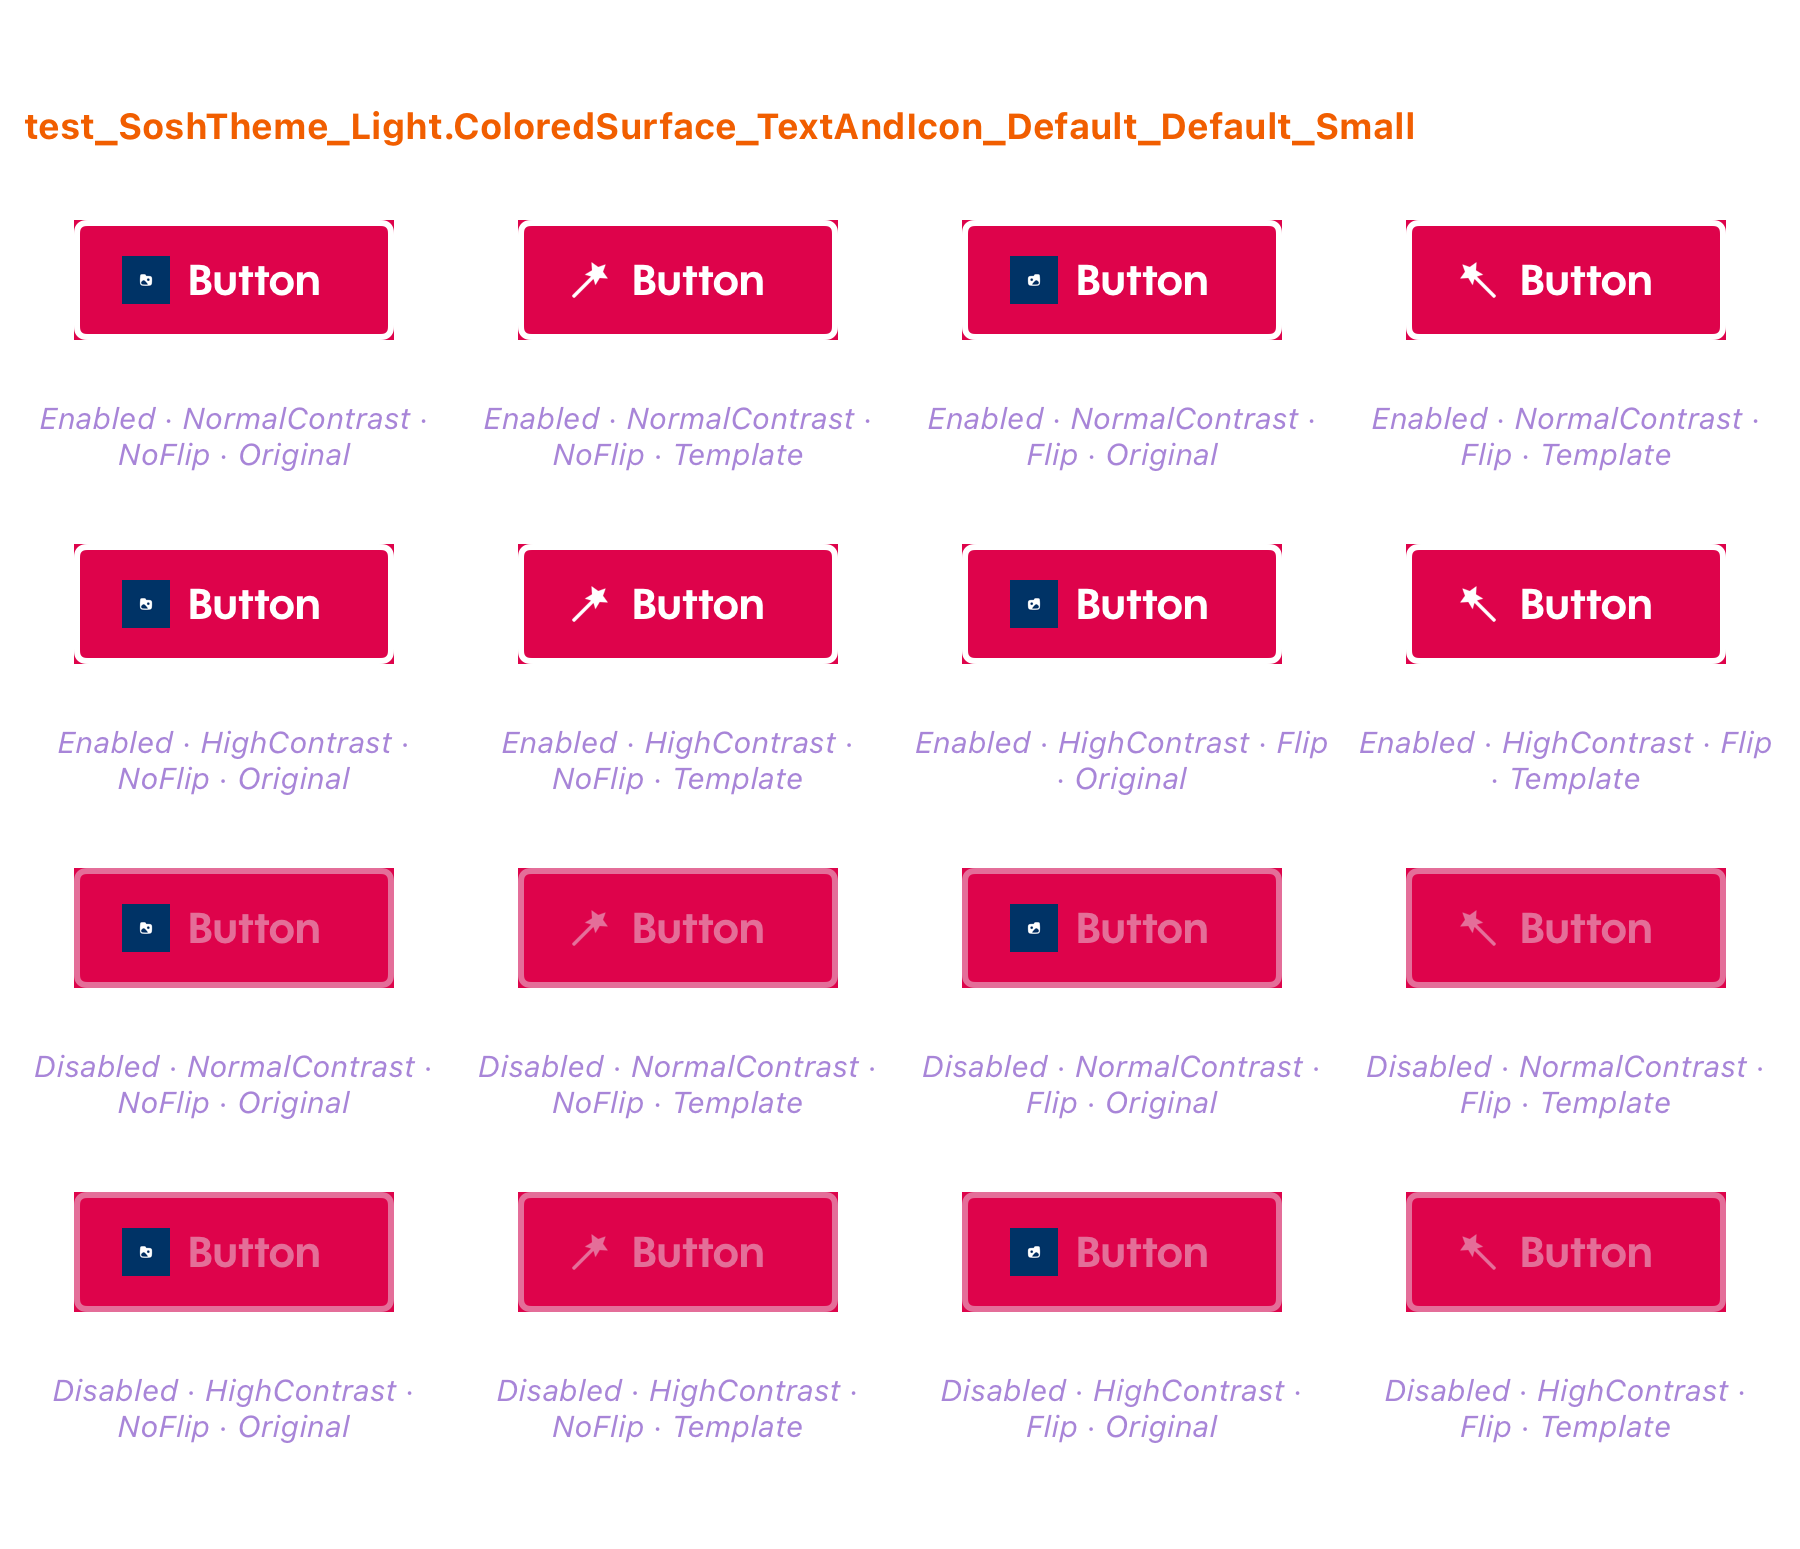 test_SoshTheme_Light.ColoredSurface_TextAndIcon_Default_Default_Small
Button Button Button Button
Enabled · NormalContrast · Enabled · NormalContrast · Enabled · NormalContrast · Enabled · NormalContrast ·
NoFlip · Original NoFlip · Template Flip · Original Flip · Template
Button Button Button Button
Enabled · HighContrast · Enabled · HighContrast · Enabled · HighContrast · Flip Enabled · HighContrast · Flip
NoFlip · Original NoFlip · Template · Original · Template
Button Button Button Button
Disabled · NormalContrast · Disabled · NormalContrast · Disabled · NormalContrast · Disabled · NormalContrast ·
NoFlip · Original NoFlip · Template Flip · Original Flip · Template
Button Button Button Button
Disabled · HighContrast · Disabled · HighContrast · Disabled · HighContrast · Disabled · HighContrast ·
NoFlip · Original NoFlip · Template Flip · Original Flip · Template